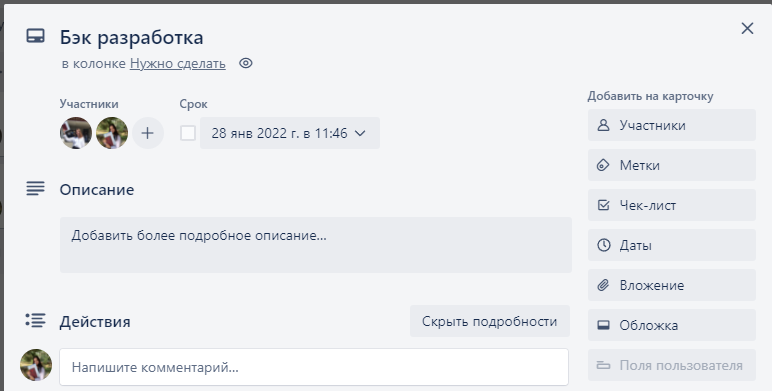 Бэк разработка
в колонке Нужно сделать
Участники
Срок
28 янв 2022 г. в 11:46
Описание
Добавить более подробное описание...
Действия
Скрыть подробности
Напишите комментарий...
Добавить на карточку
Участники
Метки
Чек-лист
Даты
Вложение
Обложка
Поля пользователя